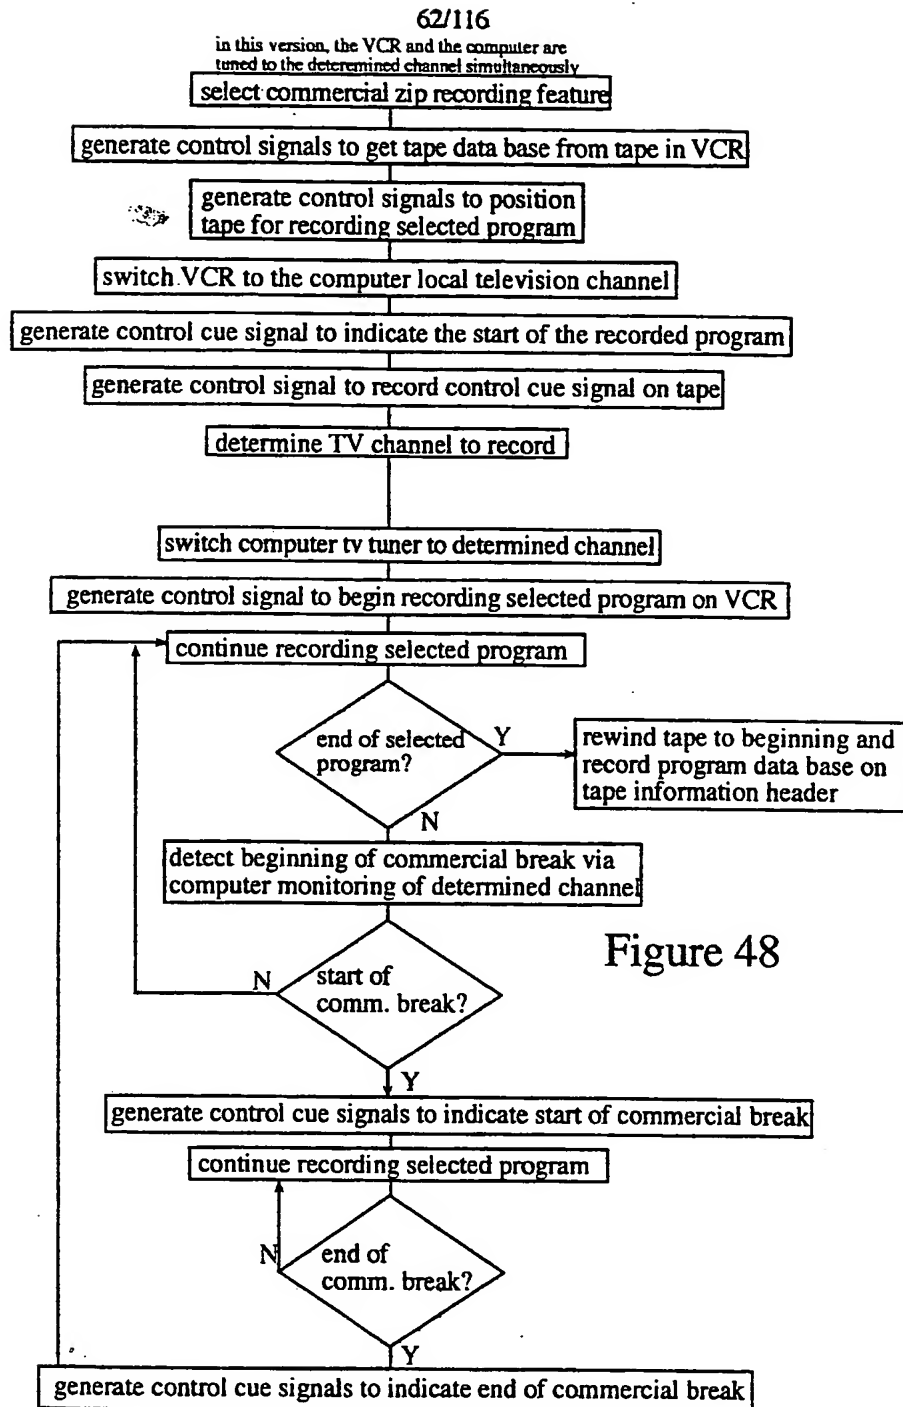 62/116
in this version, the VCR and the computer are
tuned to the deteremined channel simultaneously
select commercial zip recording feature
generate control signals to get tape data base from tape in VCR
generate control signals to position
tape for recording selected program
switch VCR to the computer local television channel
generate control cue signal to indicate the start of the recorded program
generate control signal to record control cue signal on tape
determine TV channel to record
switch computer tv tuner to determined channel
generate control signal to begin recording selected program on VCR
continue recording selected program
end of selected
program?
Y
rewind tape to beginning and
record program data base on
tape information header
N
detect beginning of commercial break via
computer monitoring of determined channel
Figure 48
N
start of
comm. break?
Y
generate control cue signals to indicate start of commercial break
continue recording selected program
N
end of
comm. break?
Y
generate control cue signals to indicate end of commercial break